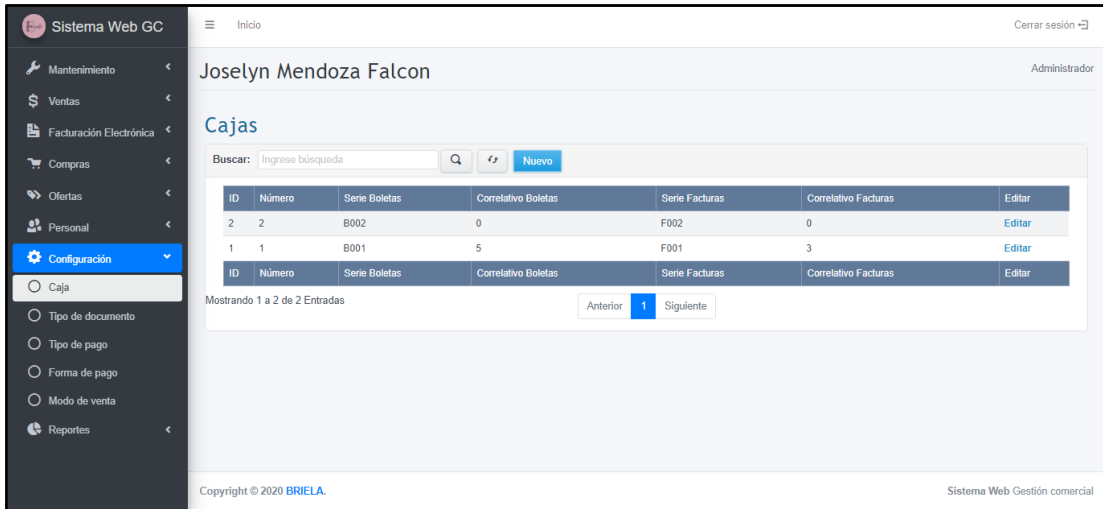 Sistema Web GC
Mantenimiento
Ventas
Facturación Electrónica
Compras
Ofertas
Personal
Configuración
Caja
Tipo de documento
Tipo de pago
Forma de pago
Modo de venta
Reportes
Inicio
Cerrar sesión
Joselyn Mendoza Falcon
Administrador
Cajas
Buscar: Ingrese búsqueda Nuevo
ID Número Serie Boletas Correlativo Boletas Serie Facturas Correlativo Facturas Editar
2 2 B002 0 F002 0 Editar
1 1 B001 5 F001 3 Editar
ID Número Serie Boletas Correlativo Boletas Serie Facturas Correlativo Facturas Editar
Mostrando 1 a 2 de 2 Entradas
Anterior 1 Siguiente
Copyright © 2020 BRIELA.
Sistema Web Gestión comercial